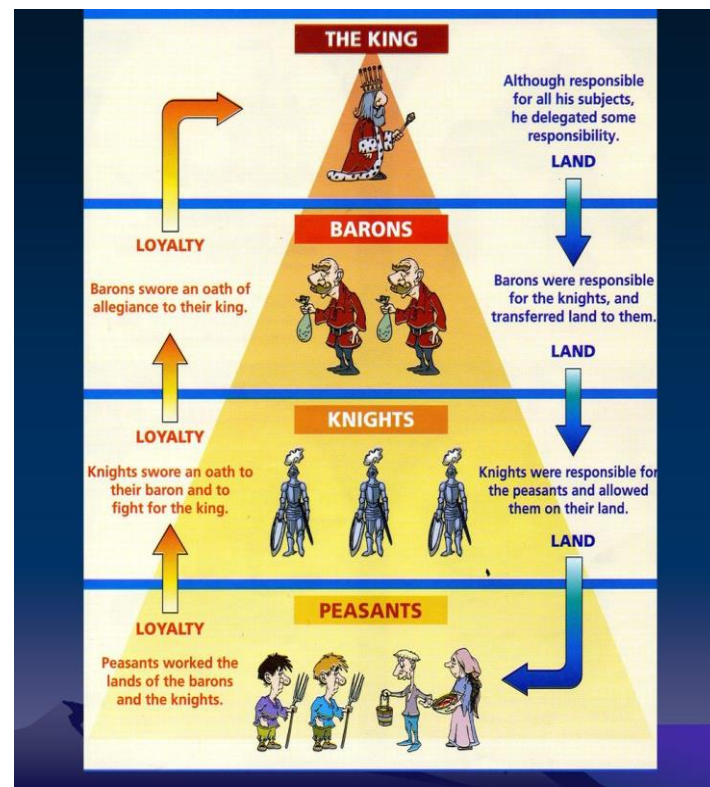 THE KING
Although responsible
for all his subjects,
he delegated some
responsibility.
LAND
LOYALTY
Barons swore an oath of
allegiance to their king.
BARONS
Barons were responsible
for the knights, and
transferred land to them.
LAND
LOYALTY
Knights swore an oath to
their baron and to
fight for the king.
KNIGHTS
Knights were responsible for
the peasants and allowed
them on their land.
LAND
LOYALTY
Peasants worked the
lands of the barons
and the knights.
PEASANTS